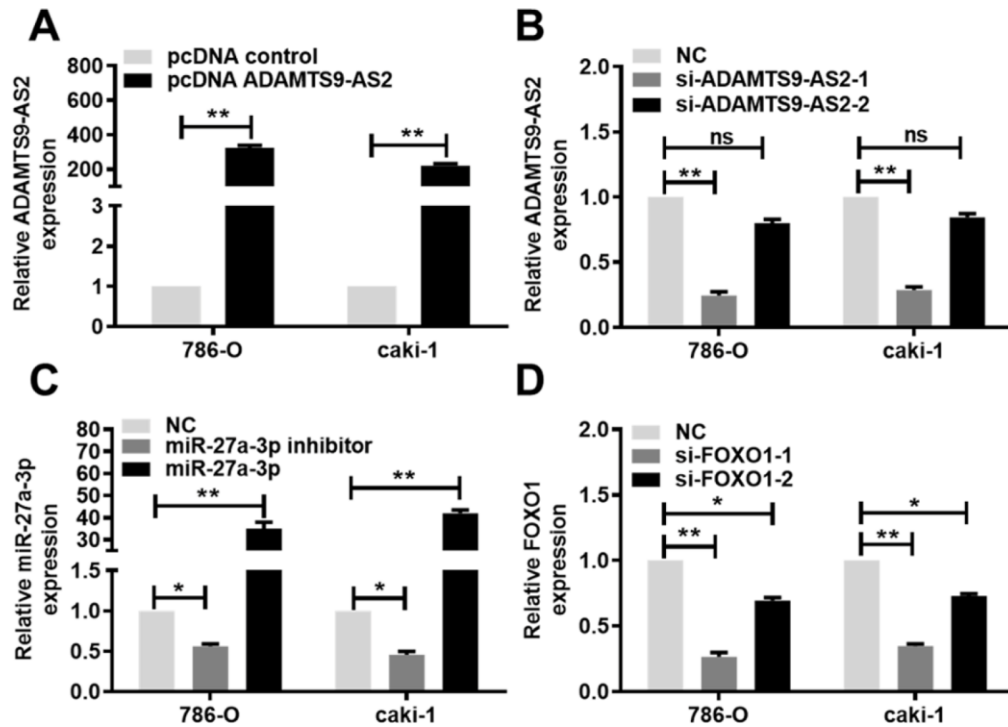 A
pcDNA control
pcDNA ADAMTS9-AS2
Relative ADAMTS9-AS2
expression
800
600
400
200
3
2
1
0
**
**
786-O
caki-1
B
NC
si-ADAMTS9-AS2-1
si-ADAMTS9-AS2-2
Relative ADAMTS9-AS2
expression
2.0
1.5
1.0
0.5
0.0
ns
**
ns
**
786-O
caki-1
C
NC
miR-27a-3p inhibitor
miR-27a-3p
Relative miR-27a-3p
expression
80
70
60
50
40
30
1.5
1.0
0.5
0.0
**
*
**
*
786-O
caki-1
D
NC
si-FOXO1-1
si-FOXO1-2
Relative FOXO1
expression
2.0
1.5
1.0
0.5
0.0
*
**
*
**
786-O
caki-1